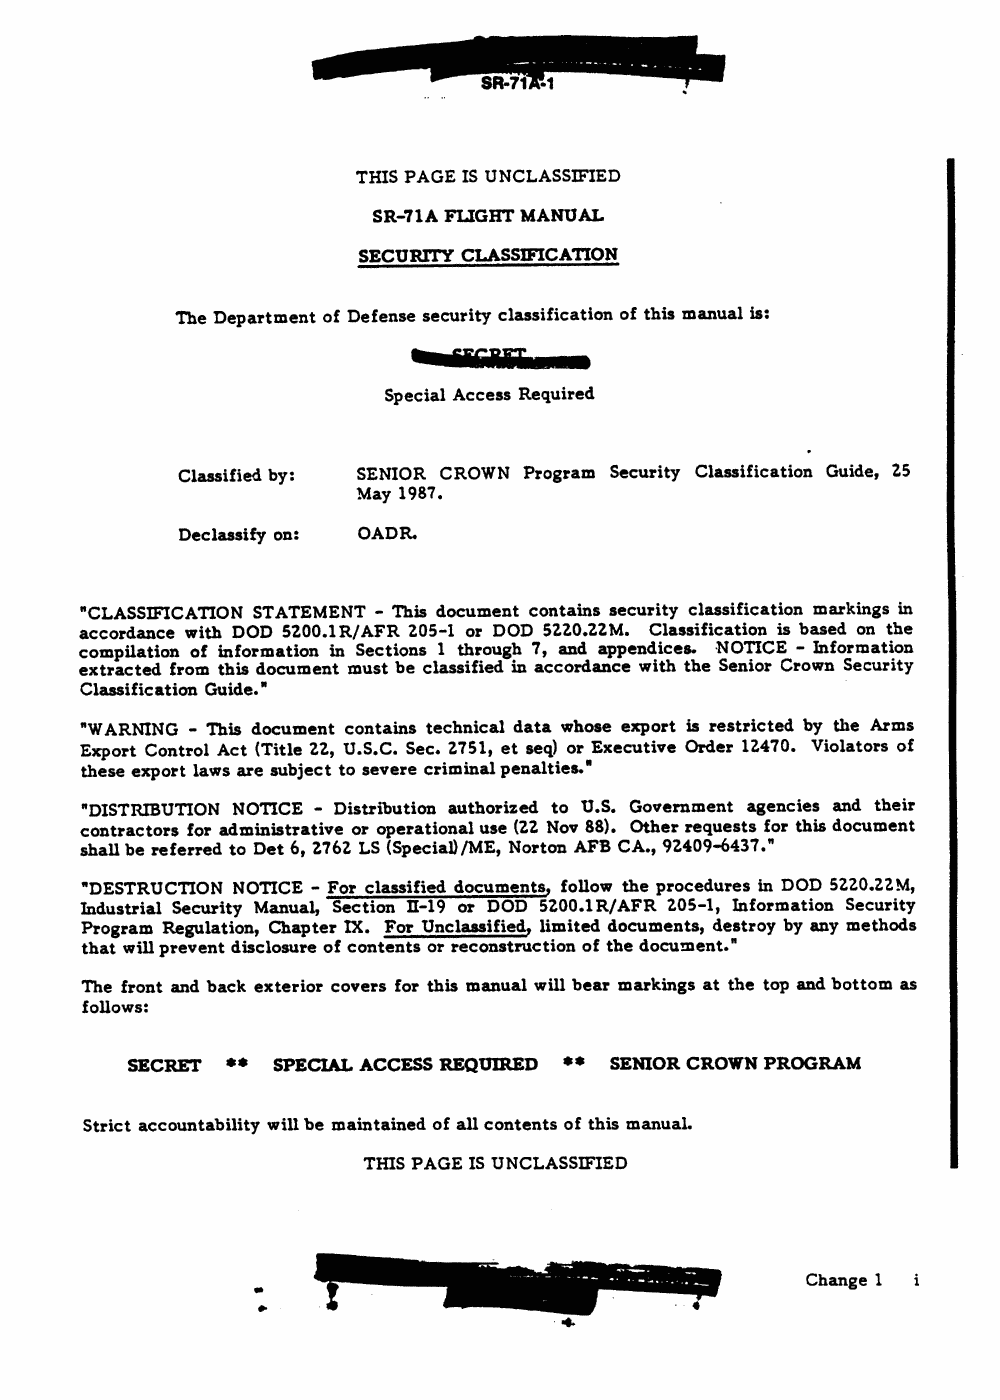 SR-71A-1
THIS PAGE IS UNCLASSIFIED
SR-71A FLIGHT MANUAL
SECURITY CLASSIFICATION
The Department of Defense security classification of this manual is:
SECRET
Special Access Required
Classified by: SENIOR CROWN Program Security Classification Guide, 25
May 1987.
Declassify on: OADR.
"CLASSIFICATION STATEMENT - This document contains security classification markings in
accordance with DOD 5200.1R/AFR 205-1 or DOD 5220.22M. Classification is based on the
compilation of information in Sections 1 through 7, and appendices. NOTICE - Information
extracted from this document must be classified in accordance with the Senior Crown Security
Classification Guide."
"WARNING - This document contains technical data whose export is restricted by the Arms
Export Control Act (Title 22, U.S.C. Sec. 2751, et seq) or Executive Order 12470. Violators of
these export laws are subject to severe criminal penalties."
"DISTRIBUTION NOTICE - Distribution authorized to U.S. Government agencies and their
contractors for administrative or operational use (22 Nov 88). Other requests for this document
shall be referred to Det 6, 2762 LS (Special)/ME, Norton AFB CA., 92409-6437."
"DESTRUCTION NOTICE - For classified documents, follow the procedures in DOD 5220.22M,
Industrial Security Manual, Section II-19 or DOD 5200.1R/AFR 205-1, Information Security
Program Regulation, Chapter IX. For Unclassified, limited documents, destroy by any methods
that will prevent disclosure of contents or reconstruction of the document."
The front and back exterior covers for this manual will bear markings at the top and bottom as
follows:
SECRET ** SPECIAL ACCESS REQUIRED ** SENIOR CROWN PROGRAM
Strict accountability will be maintained of all contents of this manual.
THIS PAGE IS UNCLASSIFIED
Change 1 i